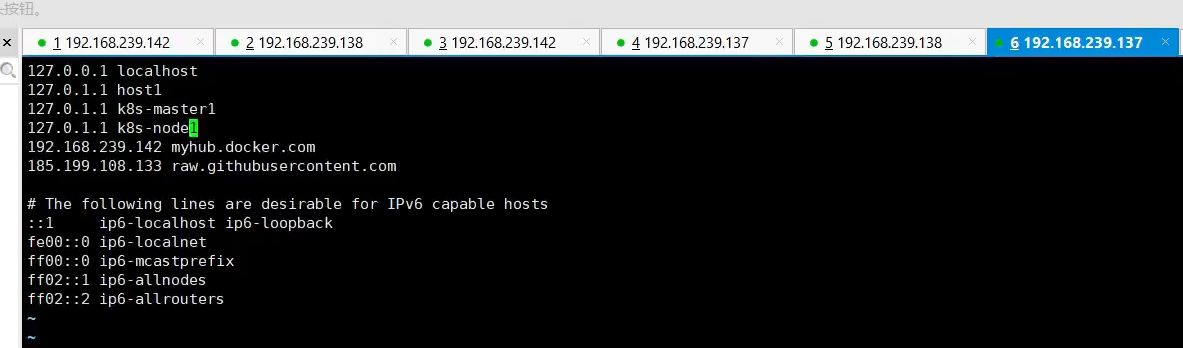 头按钮。
1 192.168.239.142 × 2 192.168.239.138 × 3 192.168.239.142 × 4 192.168.239.137 × 5 192.168.239.138 × 6 192.168.239.137 ×
127.0.0.1 localhost
127.0.1.1 host1
127.0.1.1 k8s-master1
127.0.1.1 k8s-node1
192.168.239.142 myhub.docker.com
185.199.108.133 raw.githubusercontent.com
# The following lines are desirable for IPv6 capable hosts
::1     ip6-localhost ip6-loopback
fe00::0 ip6-localnet
ff00::0 ip6-mcastprefix
ff02::1 ip6-allnodes
ff02::2 ip6-allrouters
~
~